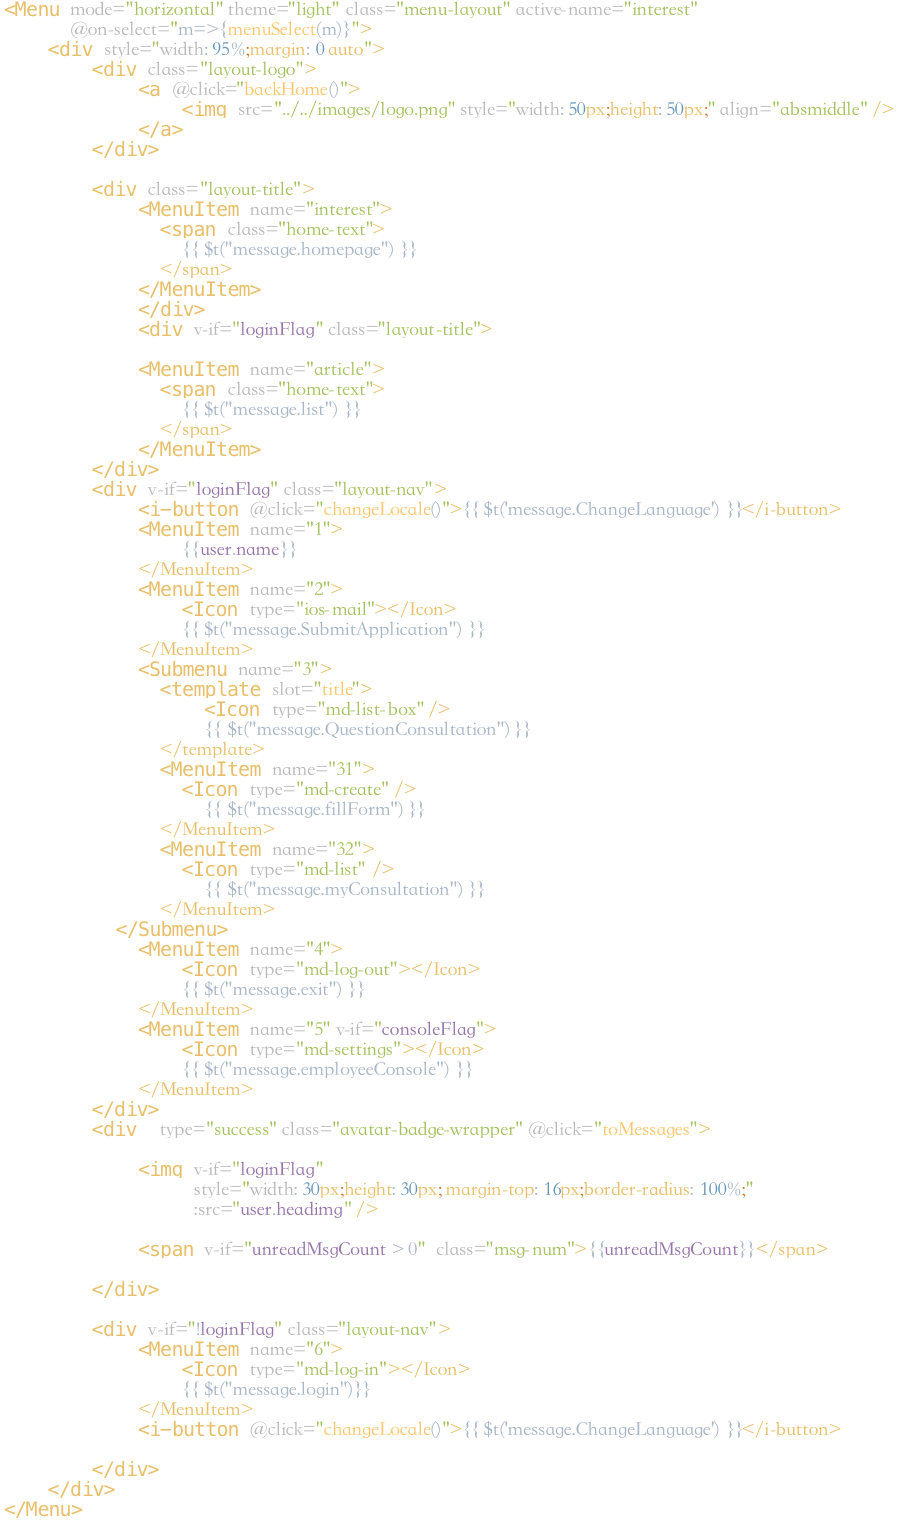 <Menu mode="horizontal" theme="light" class="menu-layout" active-name="interest"
@on-select="m=>{menuSelect(m)}">
<div style="width: 95%;margin: 0 auto">
<div class="layout-logo">
<a @click="backHome()">
<img src="../../images/logo.png" style="width: 50px;height: 50px;" align="absmiddle" />
</a>
</div>
<div class="layout-title">
<MenuItem name="interest">
<span class="home-text">
{{ $t("message.homepage") }}
</span>
</MenuItem>
</div>
<div v-if="loginFlag" class="layout-title">
<MenuItem name="article">
<span class="home-text">
{{ $t("message.list") }}
</span>
</MenuItem>
</div>
<div v-if="loginFlag" class="layout-nav">
<i-button @click="changeLocale()">{{ $t('message.ChangeLanguage') }}</i-button>
<MenuItem name="1">
{{user.name}}
</MenuItem>
<MenuItem name="2">
<Icon type="ios-mail"></Icon>
{{ $t("message.SubmitApplication") }}
</MenuItem>
<Submenu name="3">
<template slot="title">
<Icon type="md-list-box" />
{{ $t("message.QuestionConsultation") }}
</template>
<MenuItem name="31">
<Icon type="md-create" />
{{ $t("message.fillForm") }}
</MenuItem>
<MenuItem name="32">
<Icon type="md-list" />
{{ $t("message.myConsultation") }}
</MenuItem>
</Submenu>
<MenuItem name="4">
<Icon type="md-log-out"></Icon>
{{ $t("message.exit") }}
</MenuItem>
<MenuItem name="5" v-if="consoleFlag">
<Icon type="md-settings"></Icon>
{{ $t("message.employeeConsole") }}
</MenuItem>
</div>
<div type="success" class="avatar-badge-wrapper" @click="toMessages">
<img v-if="loginFlag"
style="width: 30px;height: 30px; margin-top: 16px;border-radius: 100%;"
:src="user.headimg" />
<span v-if="unreadMsgCount > 0" class="msg-num">{{unreadMsgCount}}</span>
</div>
<div v-if="!loginFlag" class="layout-nav">
<MenuItem name="6">
<Icon type="md-log-in"></Icon>
{{ $t("message.login")}}
</MenuItem>
<i-button @click="changeLocale()">{{ $t('message.ChangeLanguage') }}</i-button>
</div>
</div>
</Menu>